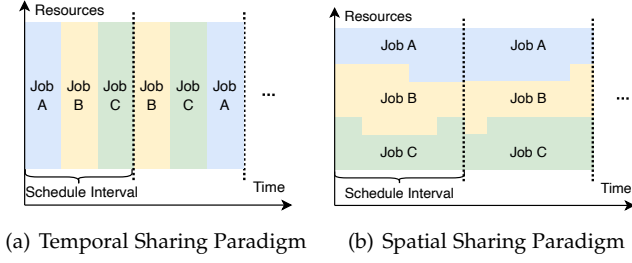 Resources
Job A
Job B
Job C
Job B
Job C
Job A
...
Schedule Interval
Time
(a) Temporal Sharing Paradigm
Resources
Job A
Job A
Job B
Job B
...
Job C
Job C
Schedule Interval
Time
(b) Spatial Sharing Paradigm